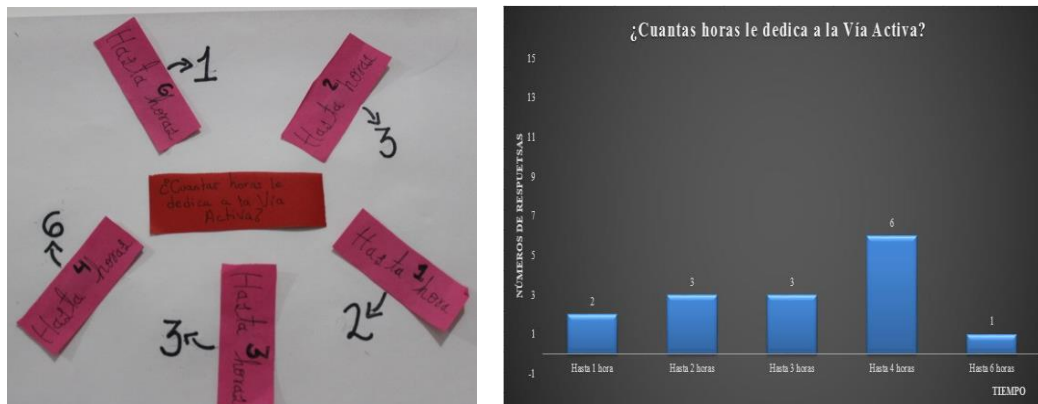 Hasta 6 horas
1
Hasta 2 horas
3
¿Cuantas horas le
dedica a la Vía
Activa?
6
Hasta 4 horas
Hasta 3 horas
3
Hasta 1 hora
2
¿Cuantas horas le dedica a la Vía Activa?
NÚMEROS DE RESPUETSAS
15
13
11
9
7
5
3
1
-1
2
3
3
6
1
Hasta 1 hora
Hasta 2 horas
Hasta 3 horas
Hasta 4 horas
Hasta 6 horas
TIEMPO